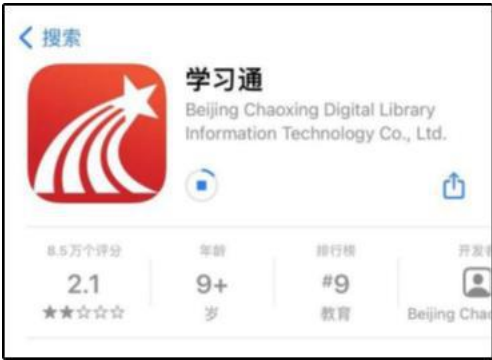 搜索
学习通
Beijing Chaoxing Digital Library
Information Technology Co., Ltd.
8.5万个评分
年龄
排行榜
开发者
2.1
9+
#9
★★☆☆☆
岁
教育
Beijing Chao